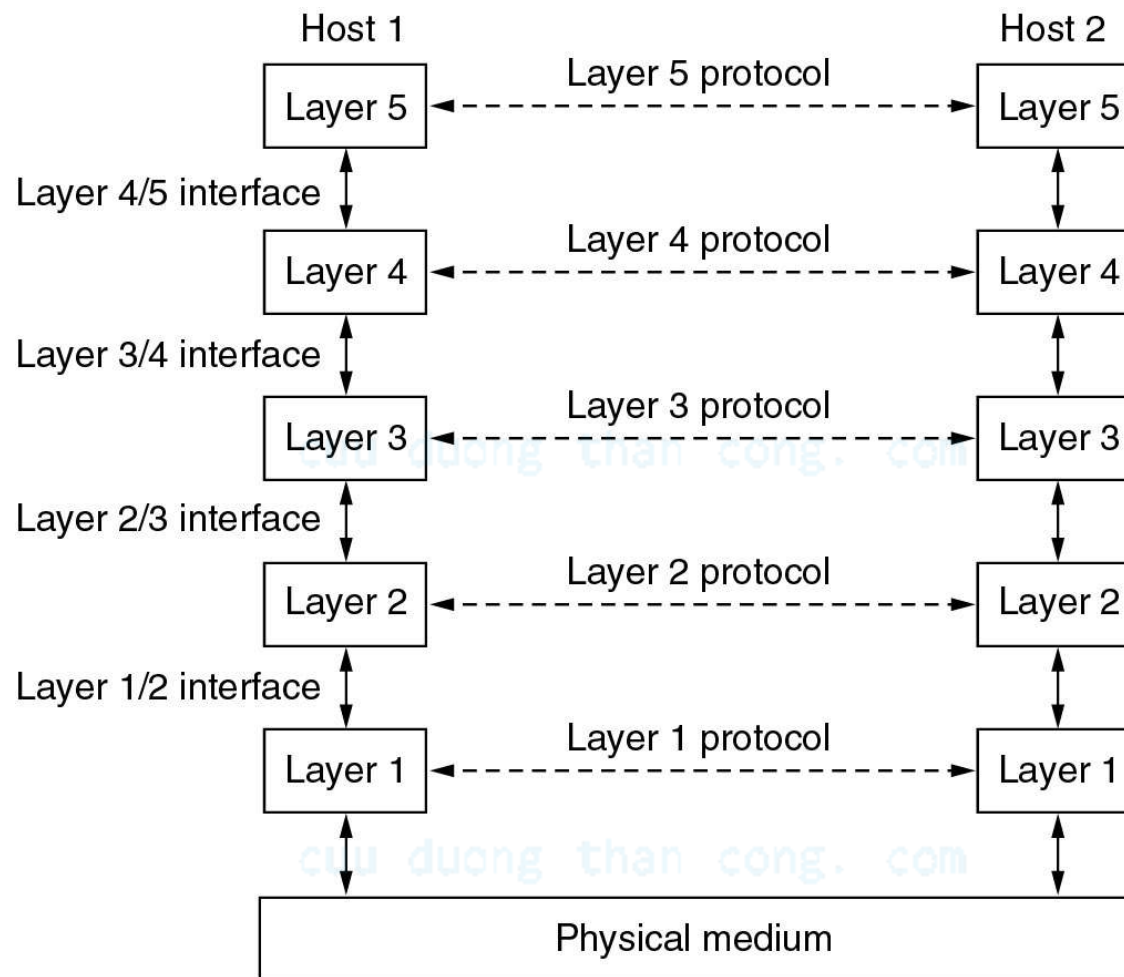 Host 1
Host 2
Layer 5 protocol
Layer 5
Layer 5
Layer 4/5 interface
Layer 4 protocol
Layer 4
Layer 4
Layer 3/4 interface
Layer 3 protocol
Layer 3
Layer 3
cuu duong than cong. com
Layer 2/3 interface
Layer 2 protocol
Layer 2
Layer 2
Layer 1/2 interface
Layer 1 protocol
Layer 1
Layer 1
cuu duong than cong. com
Physical medium